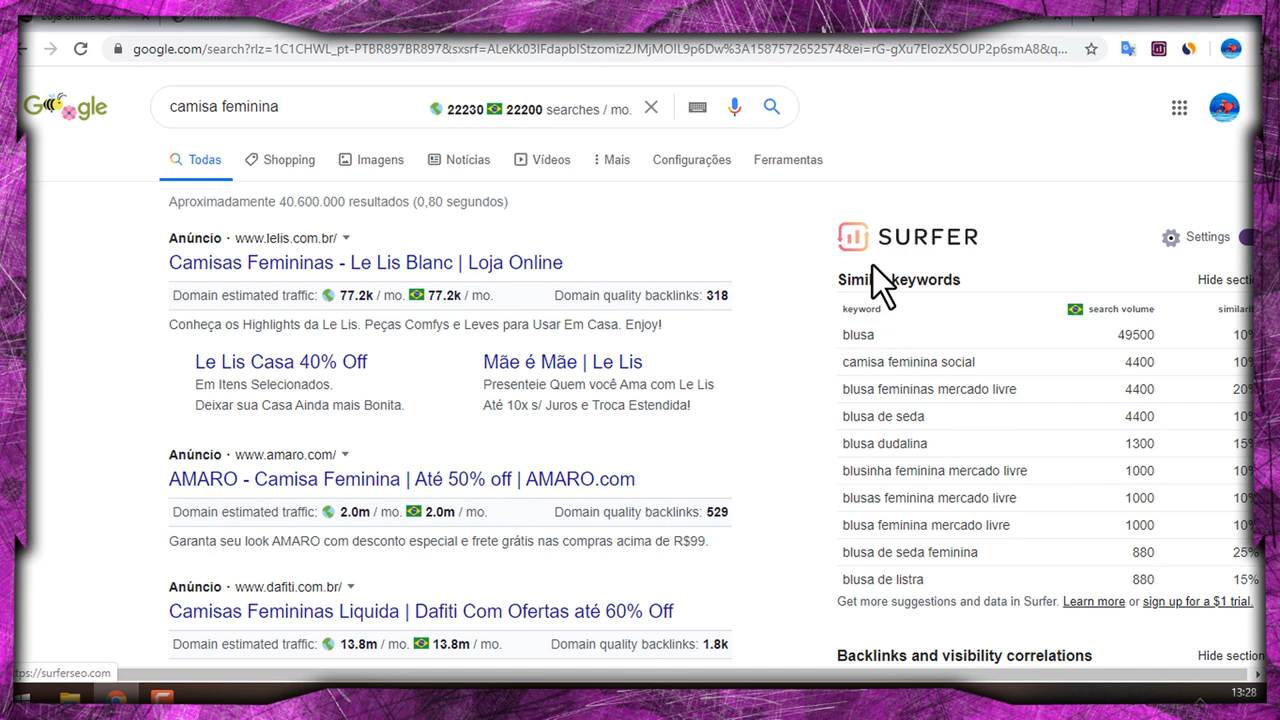 google.com/search?rlz=1C1CHWL_pt-PTBR897BR897&sxsrf=ALeKk03IFdapbIStzomiz2JMjMOIL9p6Dw%3A1587572652574&ei=rG-gXu7EIozX5OUP2p6smA8&q...
Google
camisa feminina
22230 22200 searches / mo.
Todas
Shopping
Imagens
Notícias
Vídeos
Mais
Configurações
Ferramentas
Aproximadamente 40.600.000 resultados (0,80 segundos)
Anúncio · www.lelis.com.br/
Camisas Femininas - Le Lis Blanc | Loja Online
Domain estimated traffic: 77.2k / mo. 77.2k / mo. Domain quality backlinks: 318
Conheça os Highlights da Le Lis. Peças Comfys e Leves para Usar Em Casa. Enjoy!
Le Lis Casa 40% Off
Em Itens Selecionados.
Deixar sua Casa Ainda mais Bonita.
Mãe é Mãe | Le Lis
Presenteie Quem você Ama com Le Lis
Até 10x s/ Juros e Troca Estendida!
Anúncio · www.amaro.com/
AMARO - Camisa Feminina | Até 50% off | AMARO.com
Domain estimated traffic: 2.0m / mo. 2.0m / mo. Domain quality backlinks: 529
Garanta seu look AMARO com desconto especial e frete grátis nas compras acima de R$99.
Anúncio · www.dafiti.com.br/
Camisas Femininas Liquida | Dafiti Com Ofertas até 60% Off
Domain estimated traffic: 13.8m / mo. 13.8m / mo. Domain quality backlinks: 1.8k
SURFER
Settings
keywords
Hide secti
keyword search volume similari
blusa 49500 10%
camisa feminina social 4400 10%
blusa femininas mercado livre 4400 20%
blusa de seda 4400 10%
blusa dudalina 1300 15%
blusinha feminina mercado livre 1000 10%
blusas feminina mercado livre 1000 10%
blusa feminina mercado livre 1000 10%
blusa de seda feminina 880 25%
blusa de listra 880 15%
Get more suggestions and data in Surfer. Learn more or sign up for a $1 trial.
Backlinks and visibility correlations
Hide section
ttps://surferseo.com
13:28